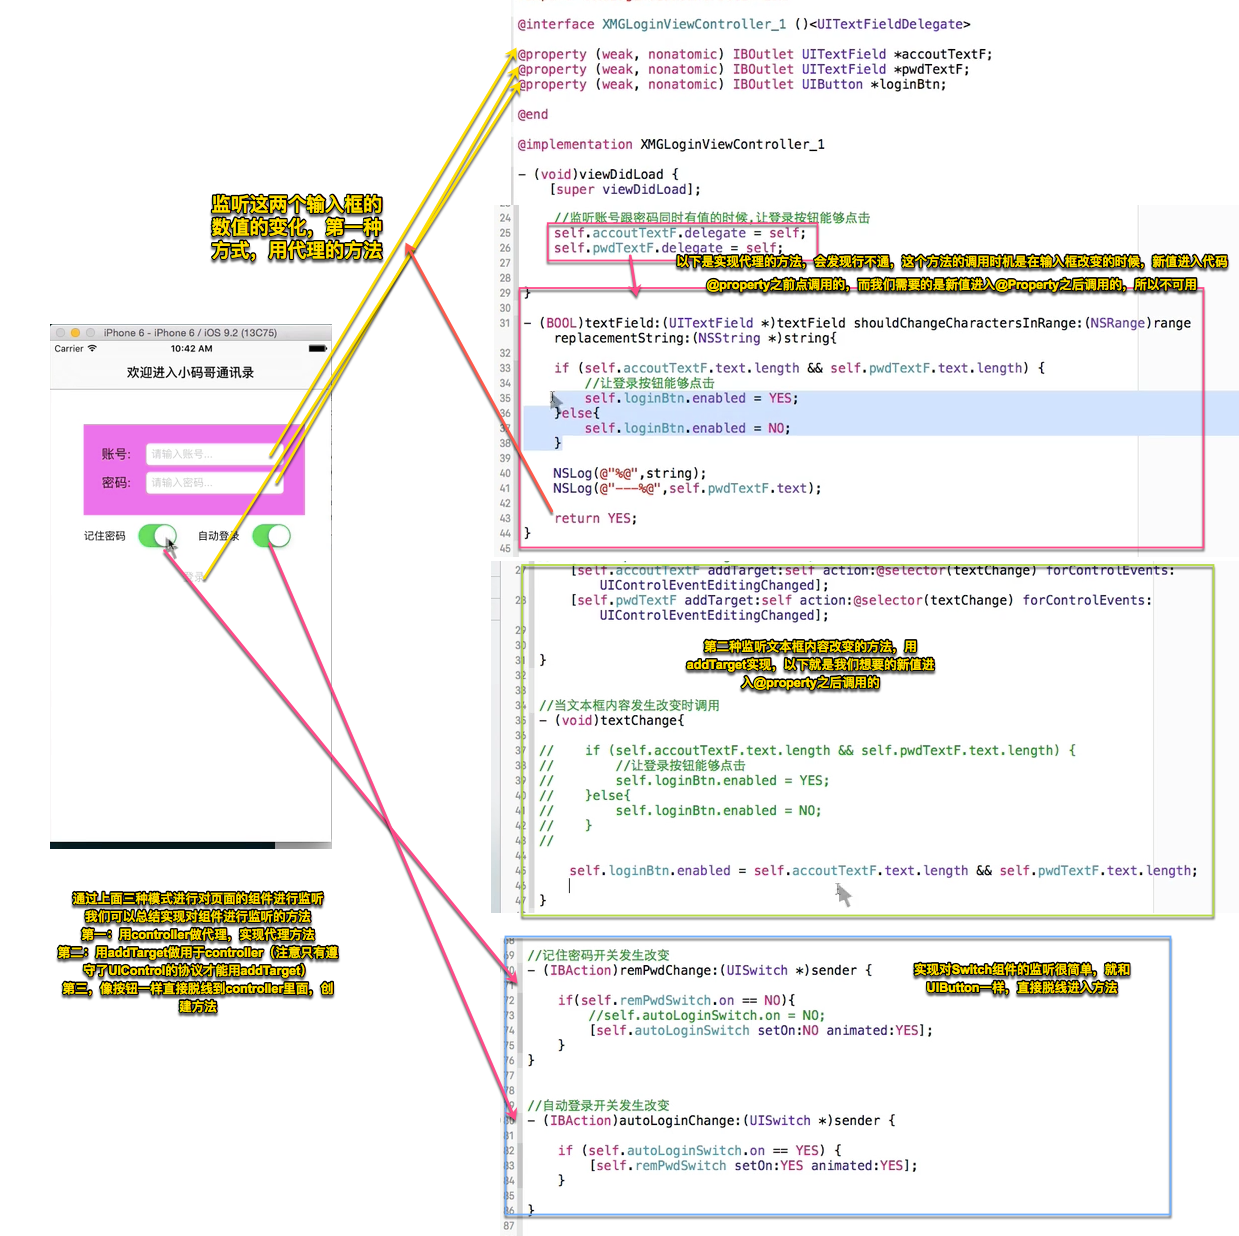 @interface XMGLoginViewController_1 ()<UITextFieldDelegate>
@property (weak, nonatomic) IBOutlet UITextField *accoutTextF;
@property (weak, nonatomic) IBOutlet UITextField *pwdTextF;
@property (weak, nonatomic) IBOutlet UIButton *loginBtn;
@end
@implementation XMGLoginViewController_1
- (void)viewDidLoad {
[super viewDidLoad];
24 //监听账号跟密码同时有值的时候,让登录按钮能够点击
25 self.accoutTextF.delegate = self;
26 self.pwdTextF.delegate = self;
27
28
29 }
30
31 - (BOOL)textField:(UITextField *)textField shouldChangeCharactersInRange:(NSRange)range
replacementString:(NSString *)string{
32
33 if (self.accoutTextF.text.length && self.pwdTextF.text.length) {
34 //让登录按钮能够点击
35 self.loginBtn.enabled = YES;
36 }else{
37 self.loginBtn.enabled = NO;
38 }
39
40 NSLog(@"%@",string);
41 NSLog(@"---%@",self.pwdTextF.text);
42
43 return YES;
44 }
45
监听这两个输入框的
数值的变化，第一种
方式，用代理的方法
以下是实现代理的方法，会发现行不通，这个方法的调用时机是在输入框改变的时候，新值进入代码
@property之前点调用的，而我们需要的是新值进入@Property之后调用的，所以不可用
iPhone 6 - iPhone 6 / iOS 9.2 (13C75)
Carrier 10:42 AM
欢迎进入小码哥通讯录
账号: 请输入账号...
密码: 请输入密码...
记住密码 自动登录
登录
27 [self.accoutTextF addTarget:self action:@selector(textChange) forControlEvents:
UIControlEventEditingChanged];
28 [self.pwdTextF addTarget:self action:@selector(textChange) forControlEvents:
UIControlEventEditingChanged];
29
30
31 }
32
33
34 //当文本框内容发生改变时调用
35 - (void)textChange{
36
37 // if (self.accoutTextF.text.length && self.pwdTextF.text.length) {
38 // //让登录按钮能够点击
39 // self.loginBtn.enabled = YES;
40 // }else{
41 // self.loginBtn.enabled = NO;
42 // }
43 //
44
45 self.loginBtn.enabled = self.accoutTextF.text.length && self.pwdTextF.text.length;
46
47 }
第二种监听文本框内容改变的方法，用
addTarget实现，以下就是我们想要的新值进
入@property之后调用的
通过上面三种模式进行对页面的组件进行监听
我们可以总结实现对组件进行监听的方法
第一：用controller做代理，实现代理方法
第二：用addTarget做用于controller（注意只有遵
守了UIControl的协议才能用addTarget）
第三，像按钮一样直接脱线到controller里面，创
建方法
68
69 //记住密码开关发生改变
70 - (IBAction)remPwdChange:(UISwitch *)sender {
71
72 if(self.remPwdSwitch.on == NO){
73 //self.autoLoginSwitch.on = NO;
74 [self.autoLoginSwitch setOn:NO animated:YES];
75 }
76 }
77
78
79 //自动登录开关发生改变
80 - (IBAction)autoLoginChange:(UISwitch *)sender {
81
82 if (self.autoLoginSwitch.on == YES) {
83 [self.remPwdSwitch setOn:YES animated:YES];
84 }
85
86 }
87
实现对Switch组件的监听很简单，就和
UIButton一样，直接脱线进入方法